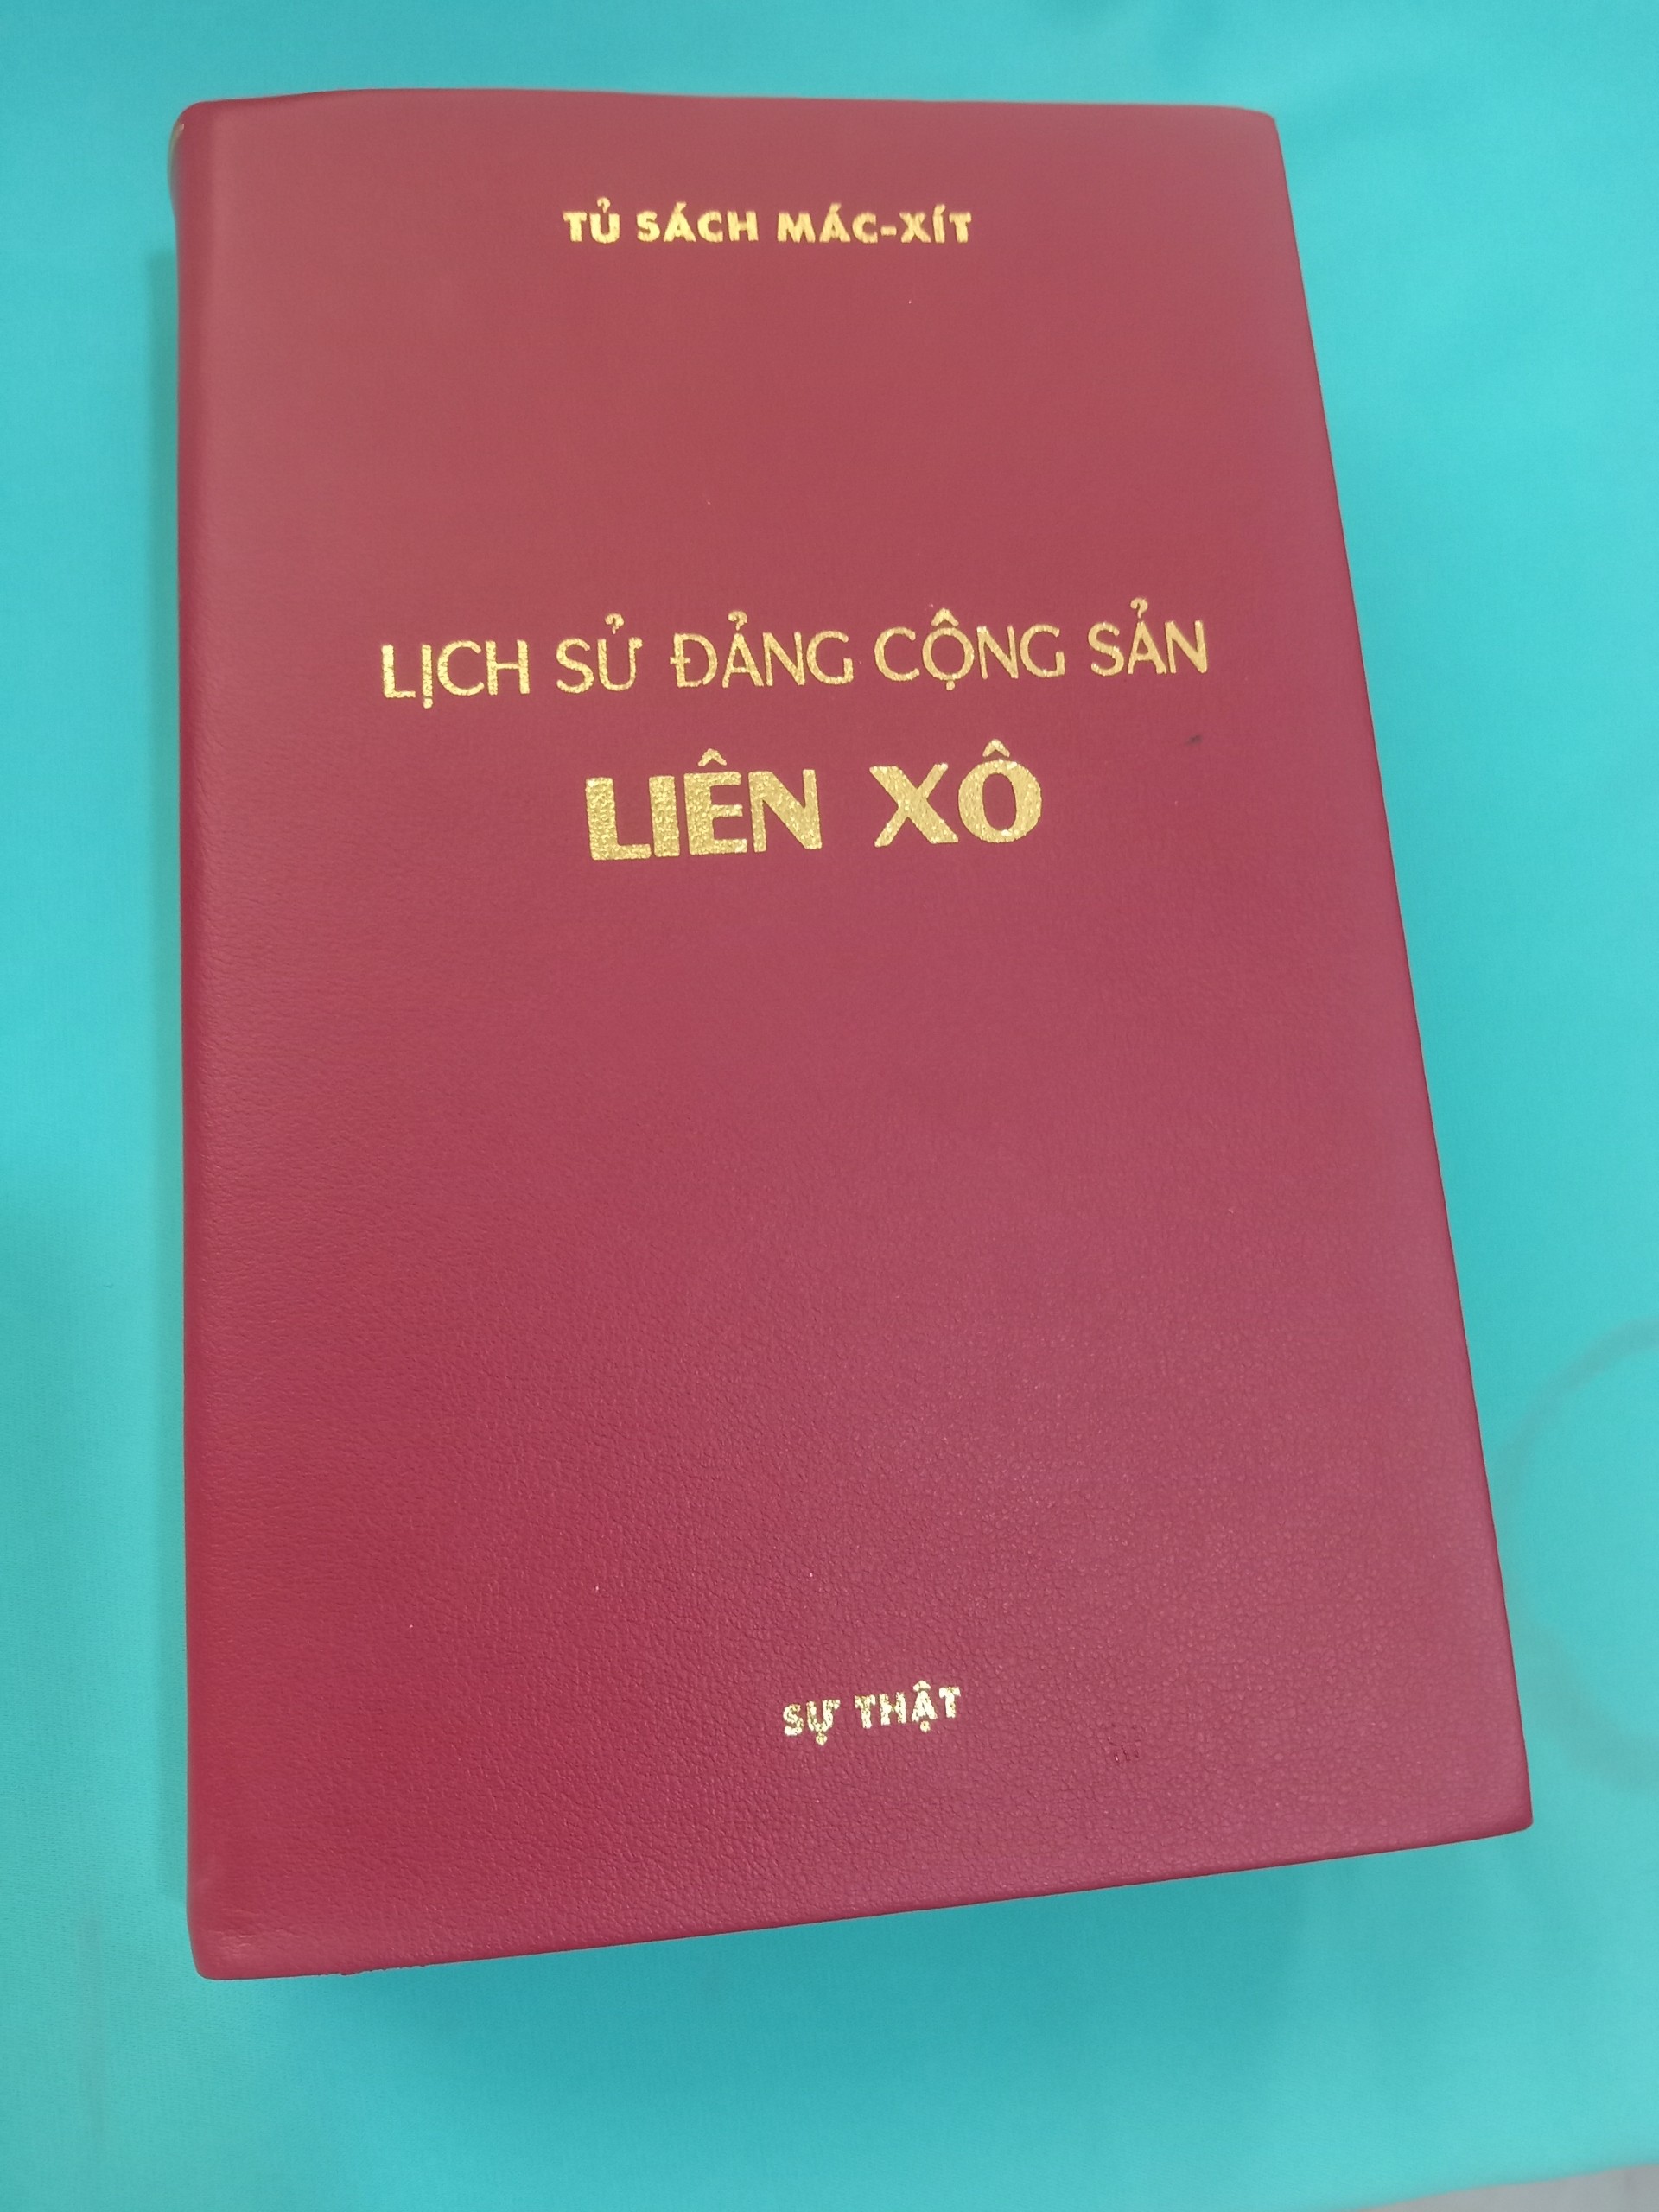 TỦ SÁCH MÁC-XÍT
LỊCH SỬ ĐẢNG CỘNG SẢN
LIÊN XÔ
SỰ THẬT